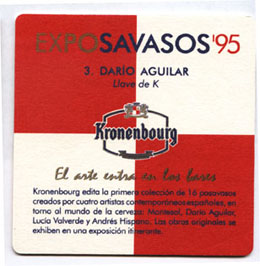 EXPOSAVASOS '95
3. DARÍO AGUILAR
Llave de K
Kronenbourg
El arte entra en los bares
Kronenbourg edita la primera colección de 16 posavasos
creados por cuatro artistas contemporáneos españoles, en
torno al mundo de la cerveza: Montesol, Darío Aguilar,
Lucía Valverde y Andrés Hispano. Las obras originales se
exhiben en una exposición itinerante.